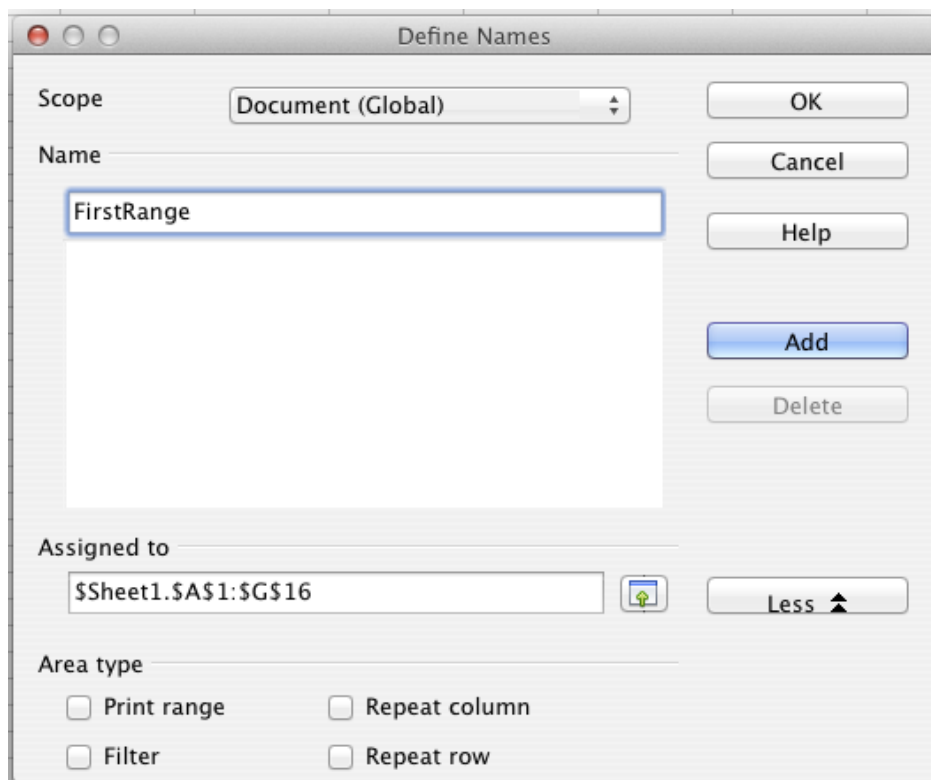 Define Names
Scope
Document (Global)
OK
Name
Cancel
FirstRange
Help
Add
Delete
Assigned to
$Sheet1.$A$1:$G$16
Less
Area type
Print range
Repeat column
Filter
Repeat row